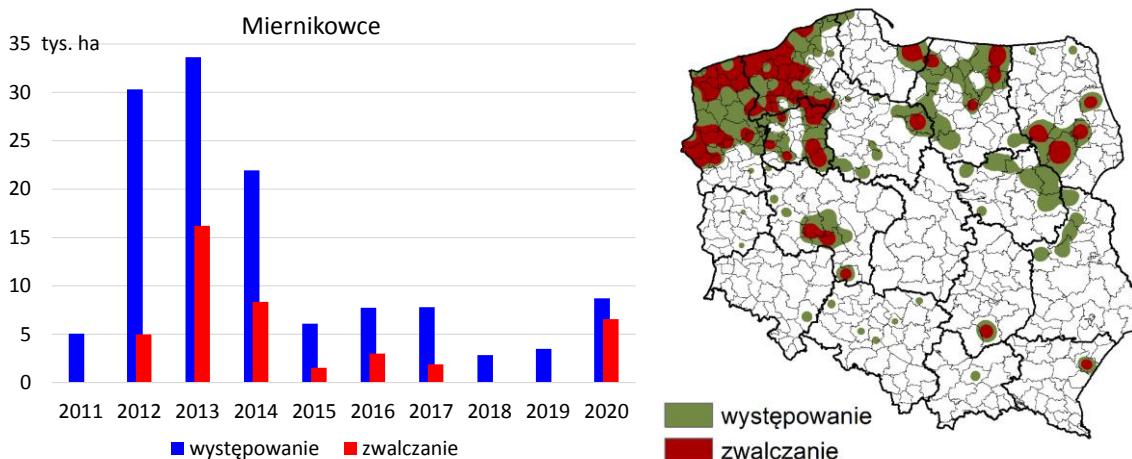 Miernikowce
tys. ha
35
30
25
20
15
10
5
0
2011 2012 2013 2014 2015 2016 2017 2018 2019 2020
występowanie zwalczanie
występowanie
zwalczanie